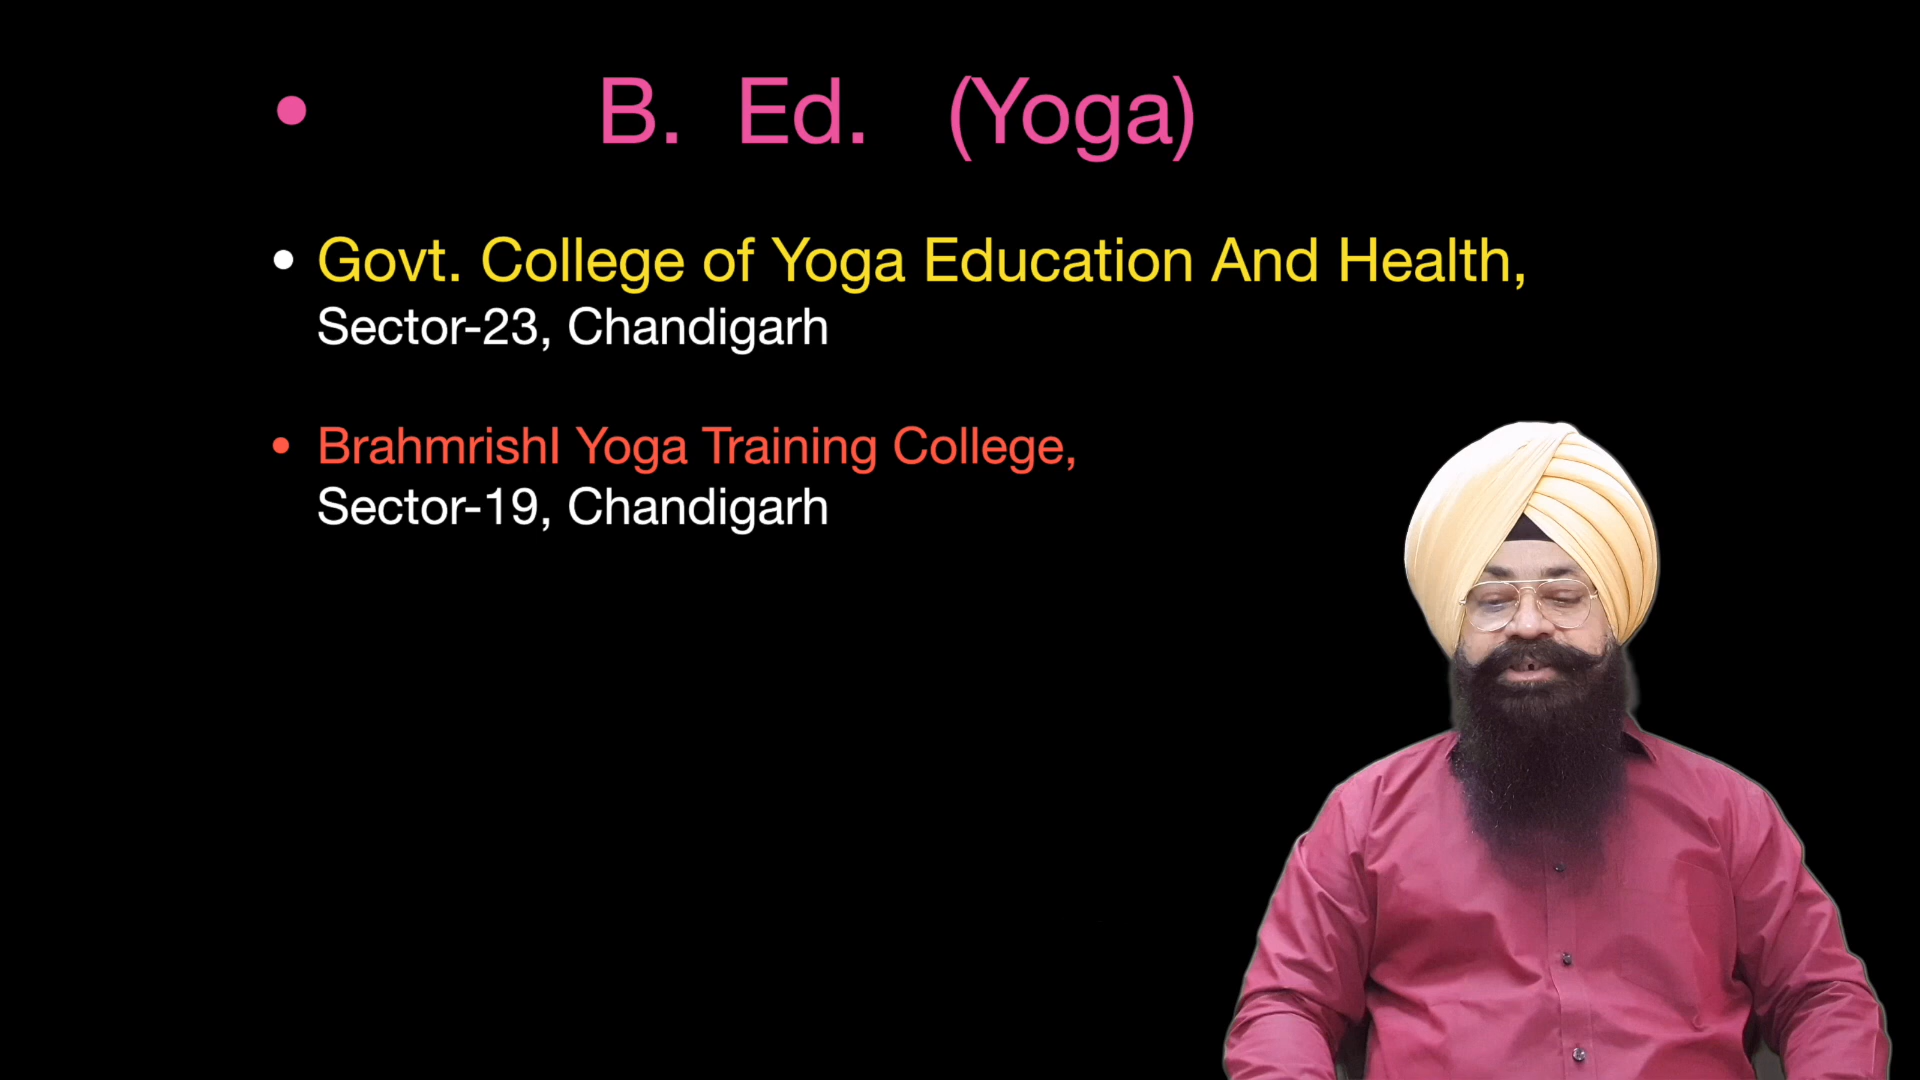 • B. Ed. (Yoga)
• Govt. College of Yoga Education And Health,
Sector-23, Chandigarh
• BrahmrishI Yoga Training College,
Sector-19, Chandigarh